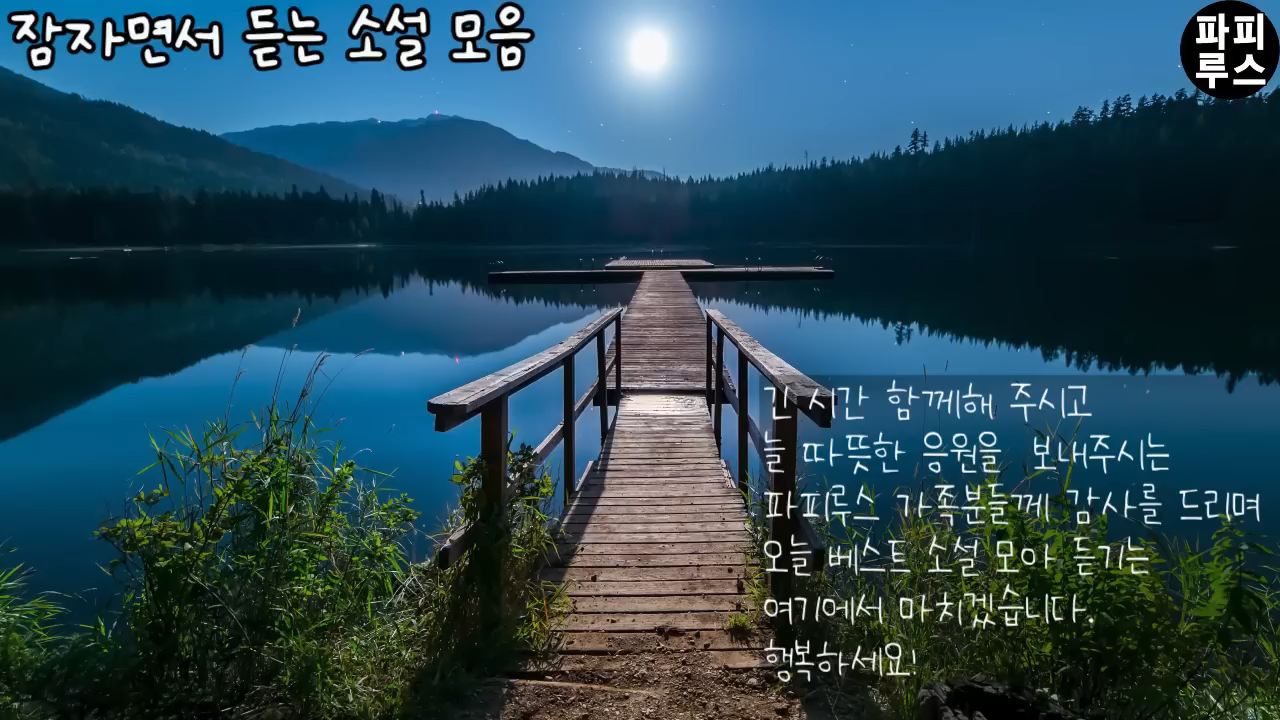 잠자면서 듣는 소설 모음
파피
루스
긴 시간 함께해 주시고
늘 따뜻한 응원을 보내주시는
파피루스 가족분들께 감사를 드리며
오늘 베스트 소설 모아 듣기는
여기에서 마치겠습니다.
행복하세요!